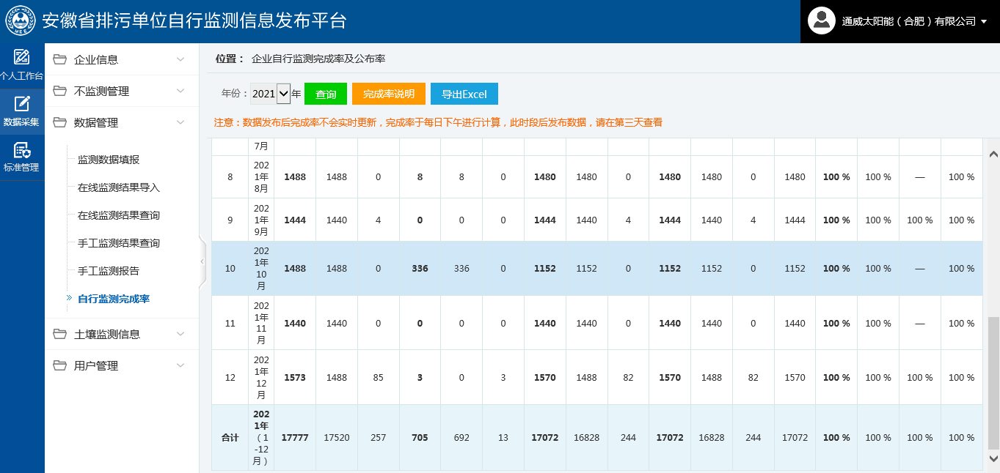 安徽省排污单位自行监测信息发布平台
通威太阳能（合肥）有限公司
个人工作台
数据采集
标准管理
企业信息
不监测管理
数据管理
监测数据填报
在线监测结果导入
在线监测结果查询
手工监测结果查询
手工监测报告
自行监测完成率
土壤监测信息
用户管理
位置： 企业自行监测完成率及公布率
年份： 2021 年 查询 完成率说明 导出Excel
注意：数据发布后完成率不会实时更新，完成率于每日下午进行计算，此时段后发布数据，请在第三天查看
7月
8 2021年8月 1488 1488 0 8 8 0 1480 1480 0 1480 1480 0 1480 100 % 100 % — 100 %
9 2021年9月 1444 1440 4 0 0 0 1444 1440 4 1444 1440 4 1444 100 % 100 % 100 % 100 %
10 2021年10月 1488 1488 0 336 336 0 1152 1152 0 1152 1152 0 1152 100 % 100 % — 100 %
11 2021年11月 1440 1440 0 0 0 0 1440 1440 0 1440 1440 0 1440 100 % 100 % — 100 %
12 2021年12月 1573 1488 85 3 0 3 1570 1488 82 1570 1488 82 1570 100 % 100 % 100 % 100 %
合计 2021年（1-12月） 17777 17520 257 705 692 13 17072 16828 244 17072 16828 244 17072 100 % 100 % 100 % 100 %